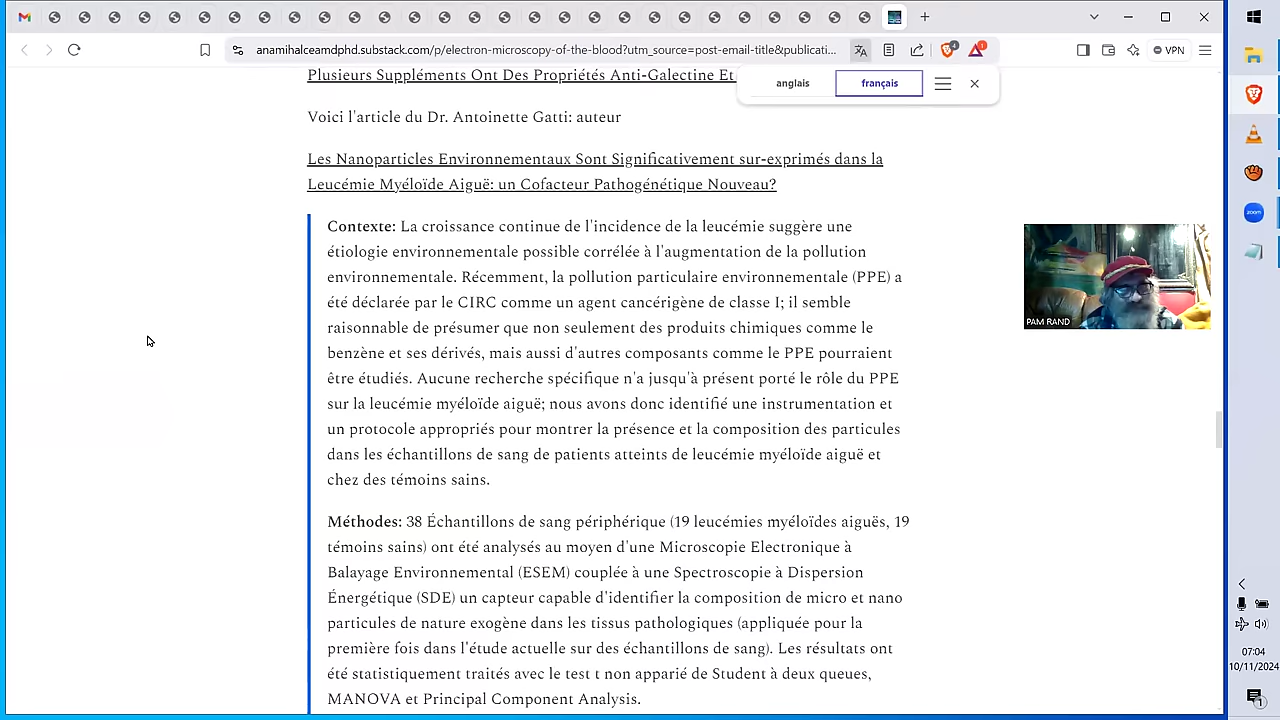 anamihalceamdphd.substack.com/p/electron-microscopy-of-the-blood?utm_source=post-email-title&publicati...
4
1
VPN
anglais
français
Plusieurs Suppléments Ont Des Propriétés Anti-Galectine Et
Voici l'article du Dr. Antoinette Gatti: auteur
Les Nanoparticles Environnementaux Sont Significativement sur-exprimés dans la
Leucémie Myéloïde Aiguë: un Cofacteur Pathogénétique Nouveau?
Contexte: La croissance continue de l'incidence de la leucémie suggère une
étiologie environnementale possible corrélée à l'augmentation de la pollution
environnementale. Récemment, la pollution particulaire environnementale (PPE) a
été déclarée par le CIRC comme un agent cancérigène de classe I; il semble
raisonnable de présumer que non seulement des produits chimiques comme le
benzène et ses dérivés, mais aussi d'autres composants comme le PPE pourraient
être étudiés. Aucune recherche spécifique n'a jusqu'à présent porté le rôle du PPE
sur la leucémie myéloïde aiguë; nous avons donc identifié une instrumentation et
un protocole appropriés pour montrer la présence et la composition des particules
dans les échantillons de sang de patients atteints de leucémie myéloïde aiguë et
chez des témoins sains.
Méthodes: 38 Échantillons de sang périphérique (19 leucémies myéloïdes aiguës, 19
témoins sains) ont été analysés au moyen d'une Microscopie Electronique à
Balayage Environnemental (ESEM) couplée à une Spectroscopie à Dispersion
Énergétique (SDE) un capteur capable d'identifier la composition de micro et nano
particules de nature exogène dans les tissus pathologiques (appliquée pour la
première fois dans l'étude actuelle sur des échantillons de sang). Les résultats ont
été statistiquement traités avec le test t non apparié de Student à deux queues,
MANOVA et Principal Component Analysis.
PAM RAND
zoom
07:04
10/11/2024
1